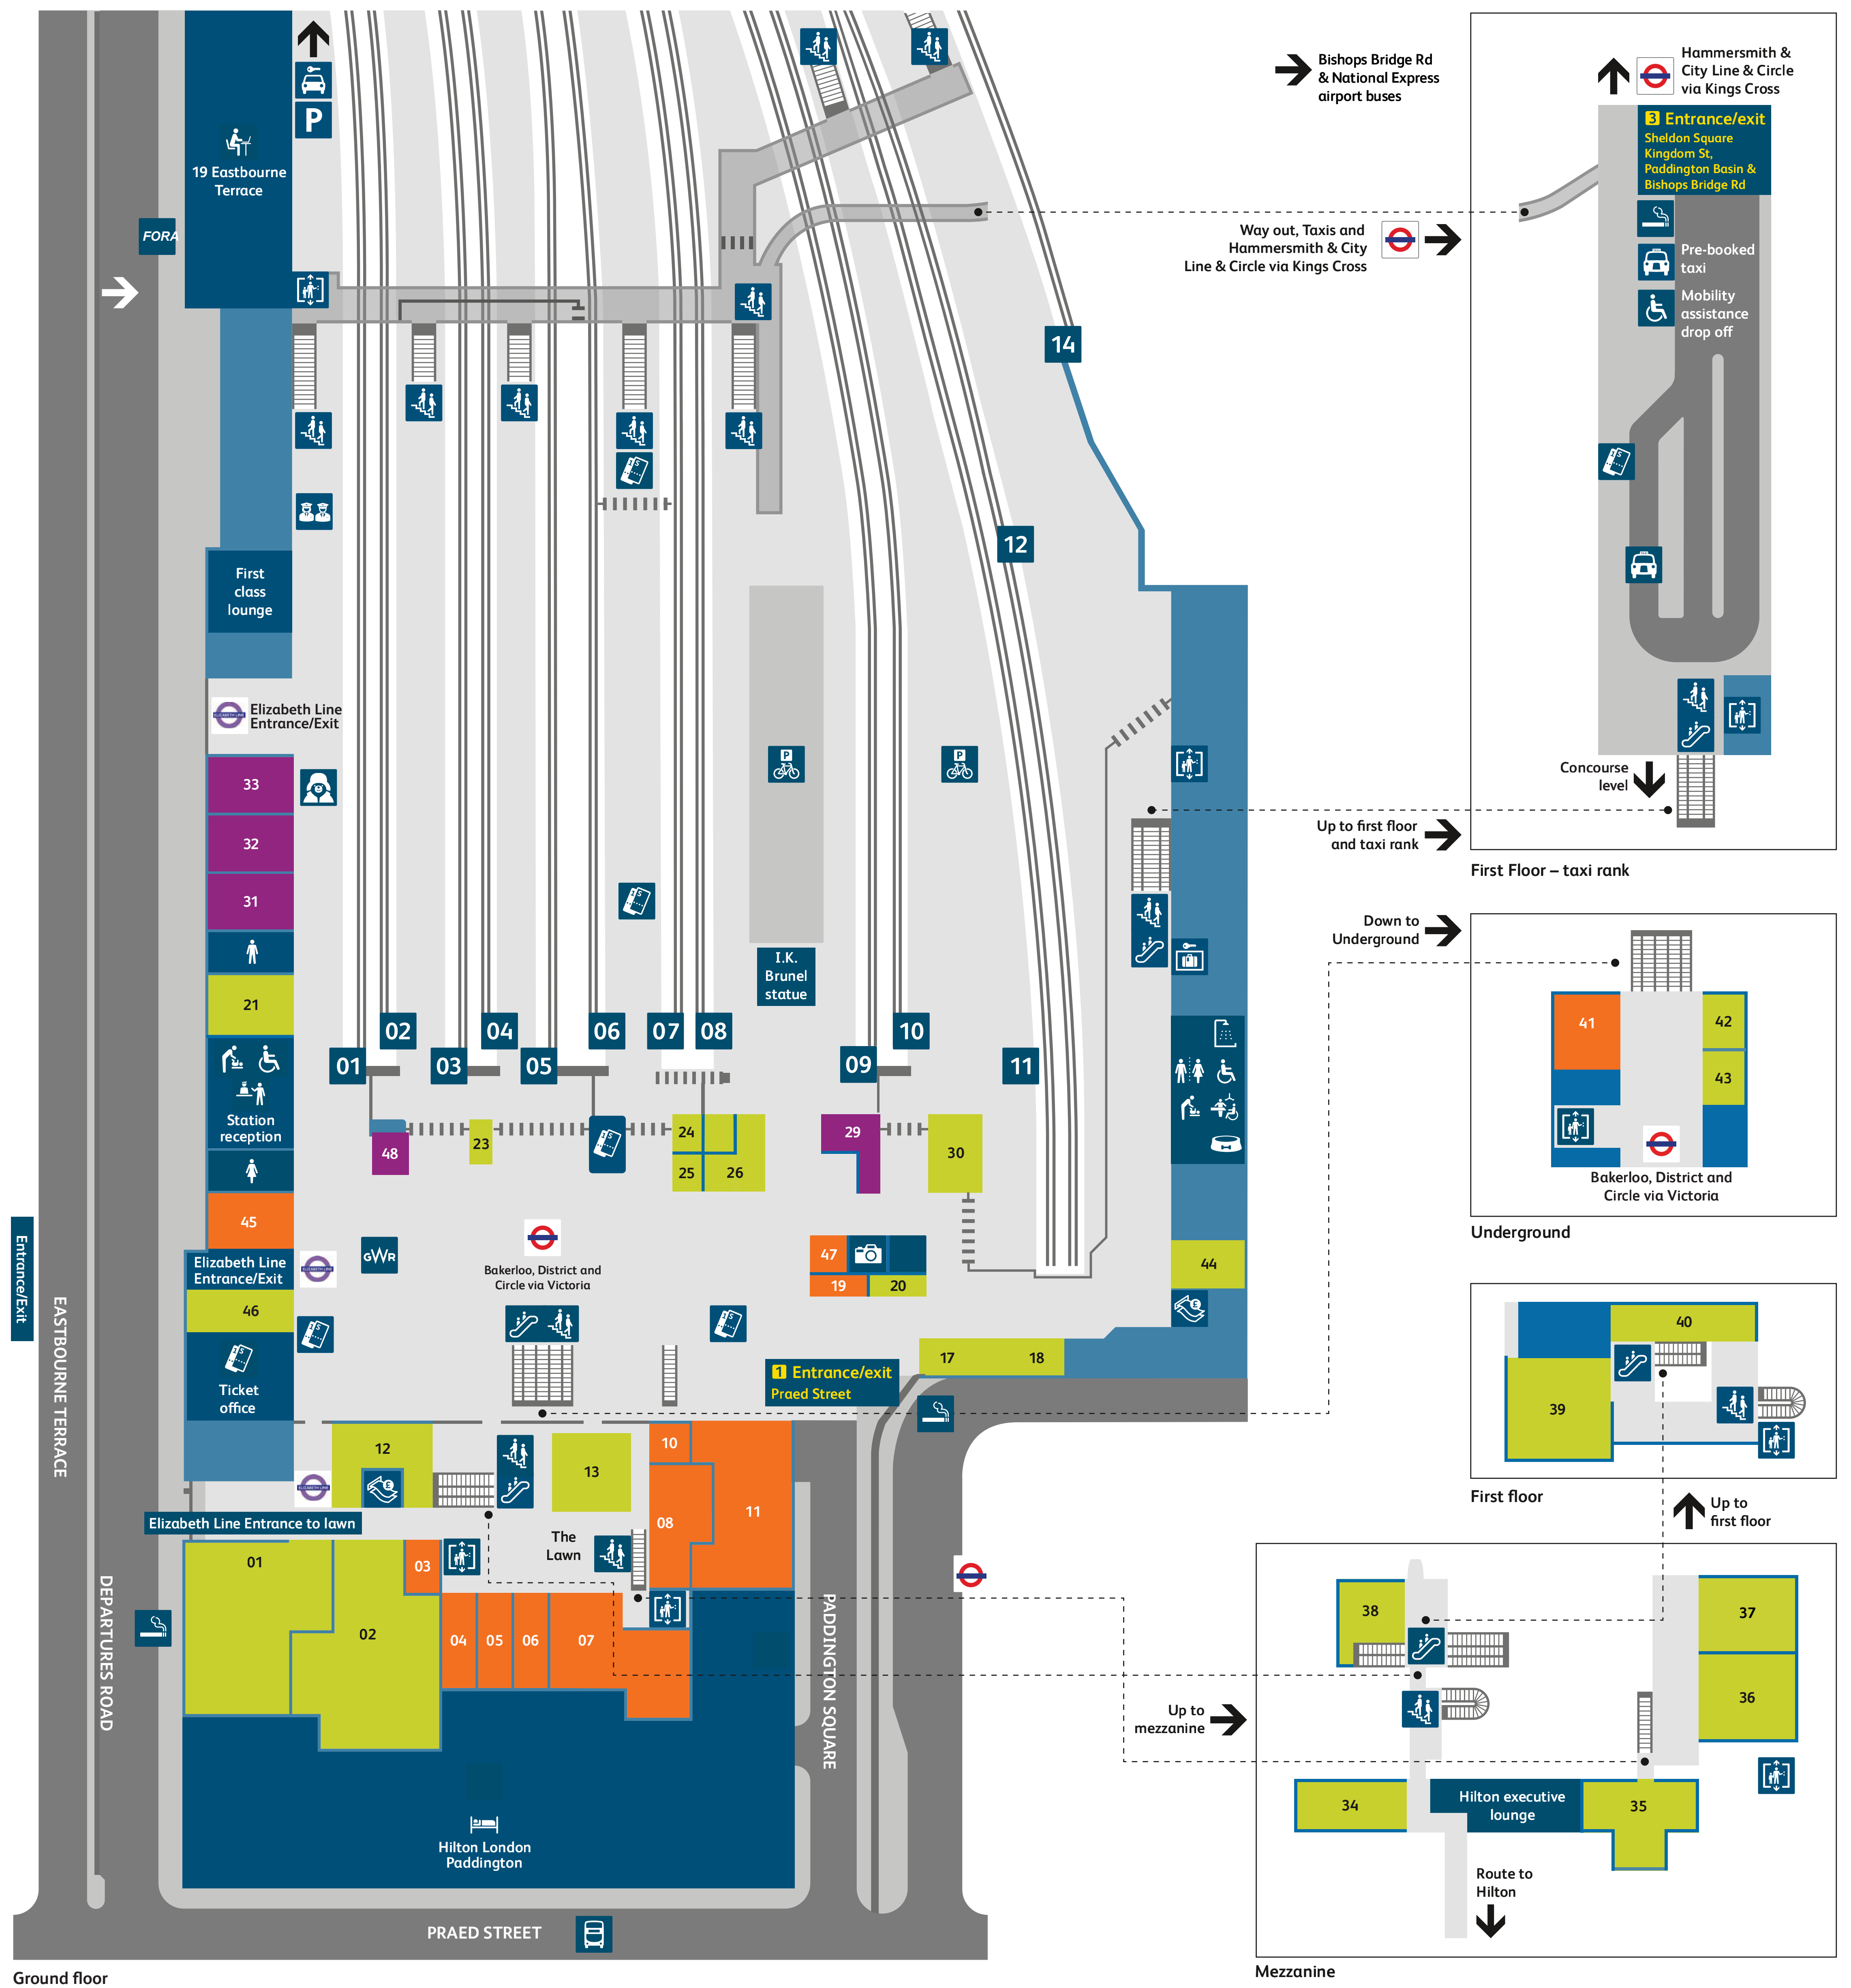 19 Eastbourne
Terrace
P
FORA
Bishops Bridge Rd
& National Express
airport buses
Way out, Taxis and
Hammersmith & City
Line & Circle via Kings Cross
Hammersmith &
City Line & Circle
via Kings Cross
3 Entrance/exit
Sheldon Square
Kingdom St,
Paddington Basin &
Bishops Bridge Rd
Pre-booked
taxi
Mobility
assistance
drop off
Concourse
level
Up to first floor
and taxi rank
First Floor – taxi rank
14
12
First
class
lounge
ELIZABETH LINE
Elizabeth Line
Entrance/Exit
33
32
31
21
Station
reception
45
Elizabeth Line
Entrance/Exit
ELIZABETH LINE
46
Ticket
office
P
P
I.K.
Brunel
statue
01
02
03
04
05
06
07
08
09
10
11
48
23
24
25
26
29
30
GWR
Bakerloo, District and
Circle via Victoria
47
19
20
44
17
18
1 Entrance/exit
Praed Street
Down to
Underground
41
42
43
Bakerloo, District and
Circle via Victoria
Underground
40
39
First floor
Up to
first floor
12
13
10
11
08
ELIZABETH LINE
Elizabeth Line Entrance to lawn
The
Lawn
01
02
03
04
05
06
07
Hilton London
Paddington
Entrance/Exit
EASTBOURNE TERRACE
DEPARTURES ROAD
PADDINGTON SQUARE
PRAED STREET
Ground floor
Up to
mezzanine
38
37
36
34
Hilton executive
lounge
35
Route to
Hilton
Mezzanine